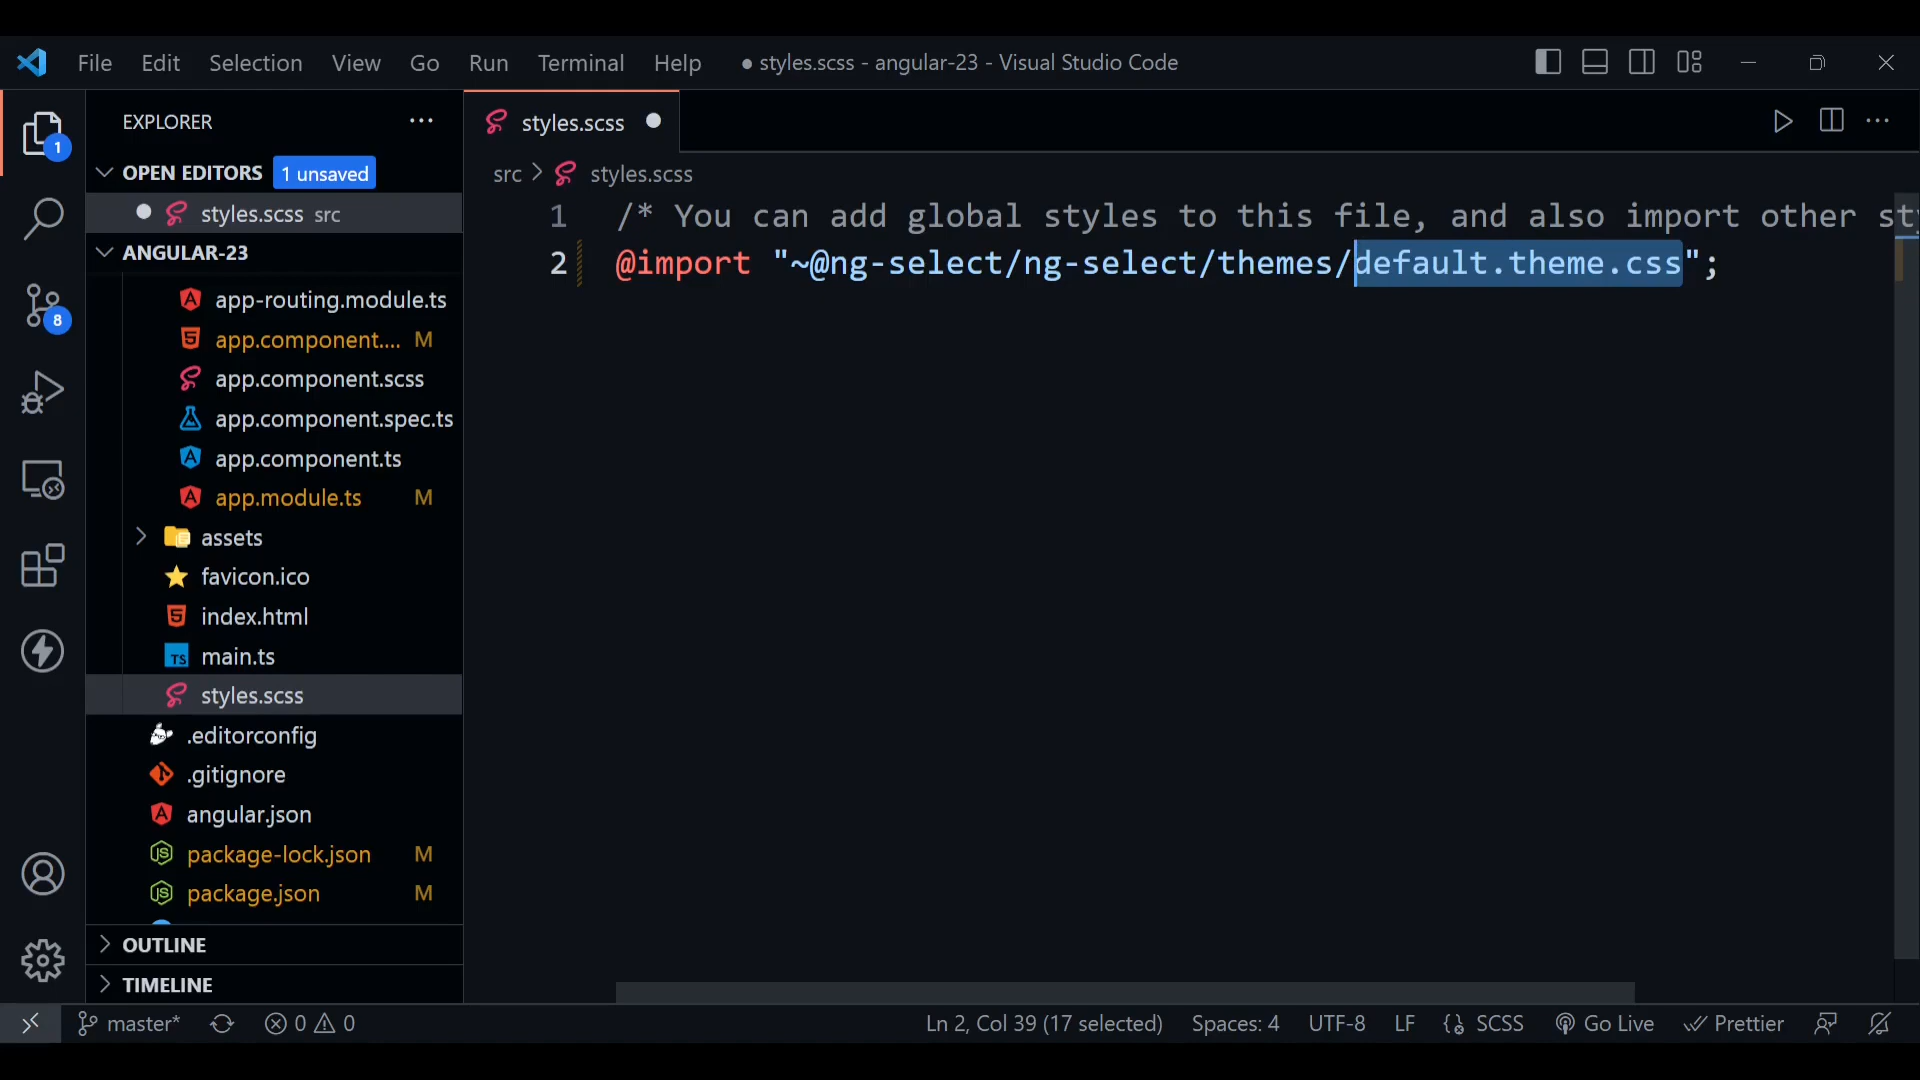 File Edit Selection View Go Run Terminal Help ● styles.scss - angular-23 - Visual Studio Code
EXPLORER
styles.scss
1
OPEN EDITORS 1 unsaved
src > styles.scss
styles.scss src
1 /* You can add global styles to this file, and also import other
ANGULAR-23
2 @import "~@ng-select/ng-select/themes/default.theme.css";
app-routing.module.ts
8
app.component.... M
app.component.scss
app.component.spec.ts
app.component.ts
app.module.ts M
assets
favicon.ico
index.html
TS main.ts
styles.scss
.editorconfig
.gitignore
angular.json
package-lock.json M
package.json M
OUTLINE
TIMELINE
master* 0 0 Ln 2, Col 39 (17 selected) Spaces: 4 UTF-8 LF SCSS Go Live Prettier